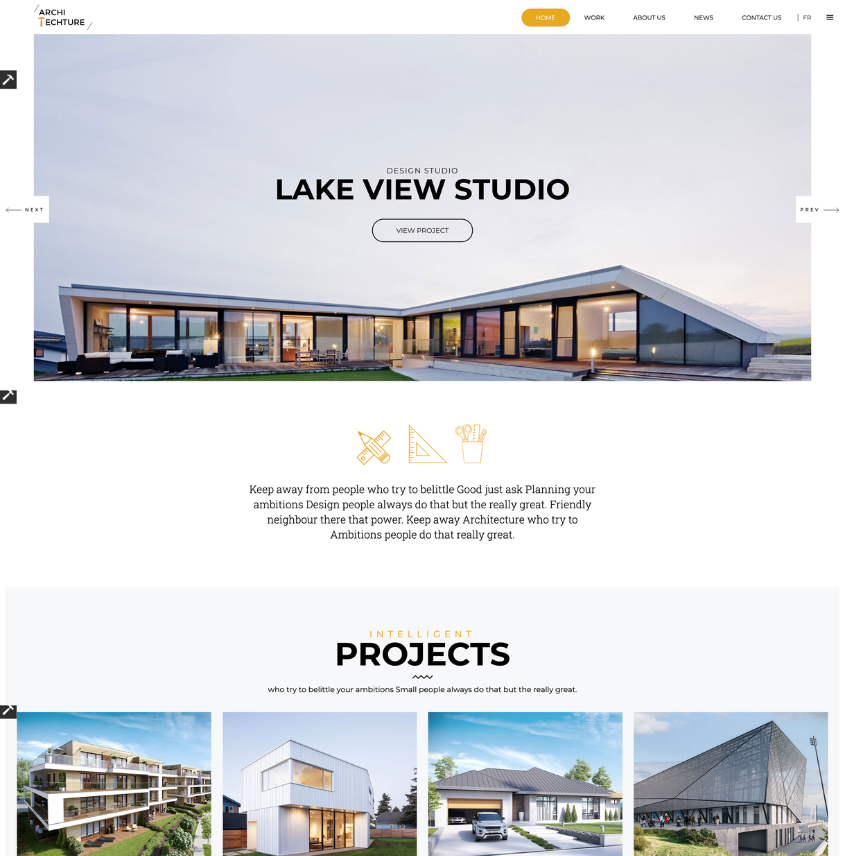 ARCHI
TECHTURE
HOME WORK ABOUT US NEWS CONTACT US | FR
DESIGN STUDIO
LAKE VIEW STUDIO
NEXT
PREV
VIEW PROJECT
Keep away from people who try to belittle Good just ask Planning your
ambitions Design people always do that but the really great. Friendly
neighbour there that power. Keep away Architecture who try to
Ambitions people do that really great.
INTELLIGENT
PROJECTS
who try to belittle your ambitions Small people always do that but the really great.